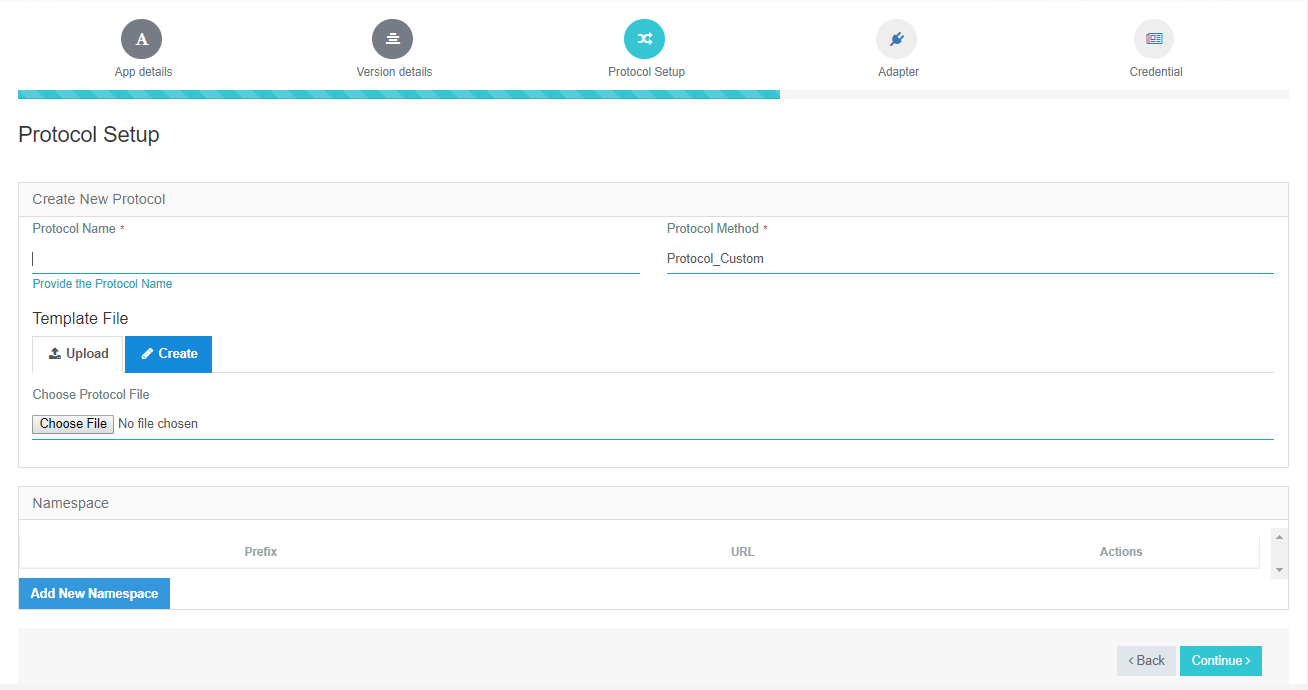 A
App details
Version details
Protocol Setup
Adapter
Credential
Protocol Setup
Create New Protocol
Protocol Name *
Protocol Method *
Protocol_Custom
Provide the Protocol Name
Template File
Upload
Create
Choose Protocol File
Choose File No file chosen
Namespace
Prefix URL Actions
Add New Namespace
Back
Continue